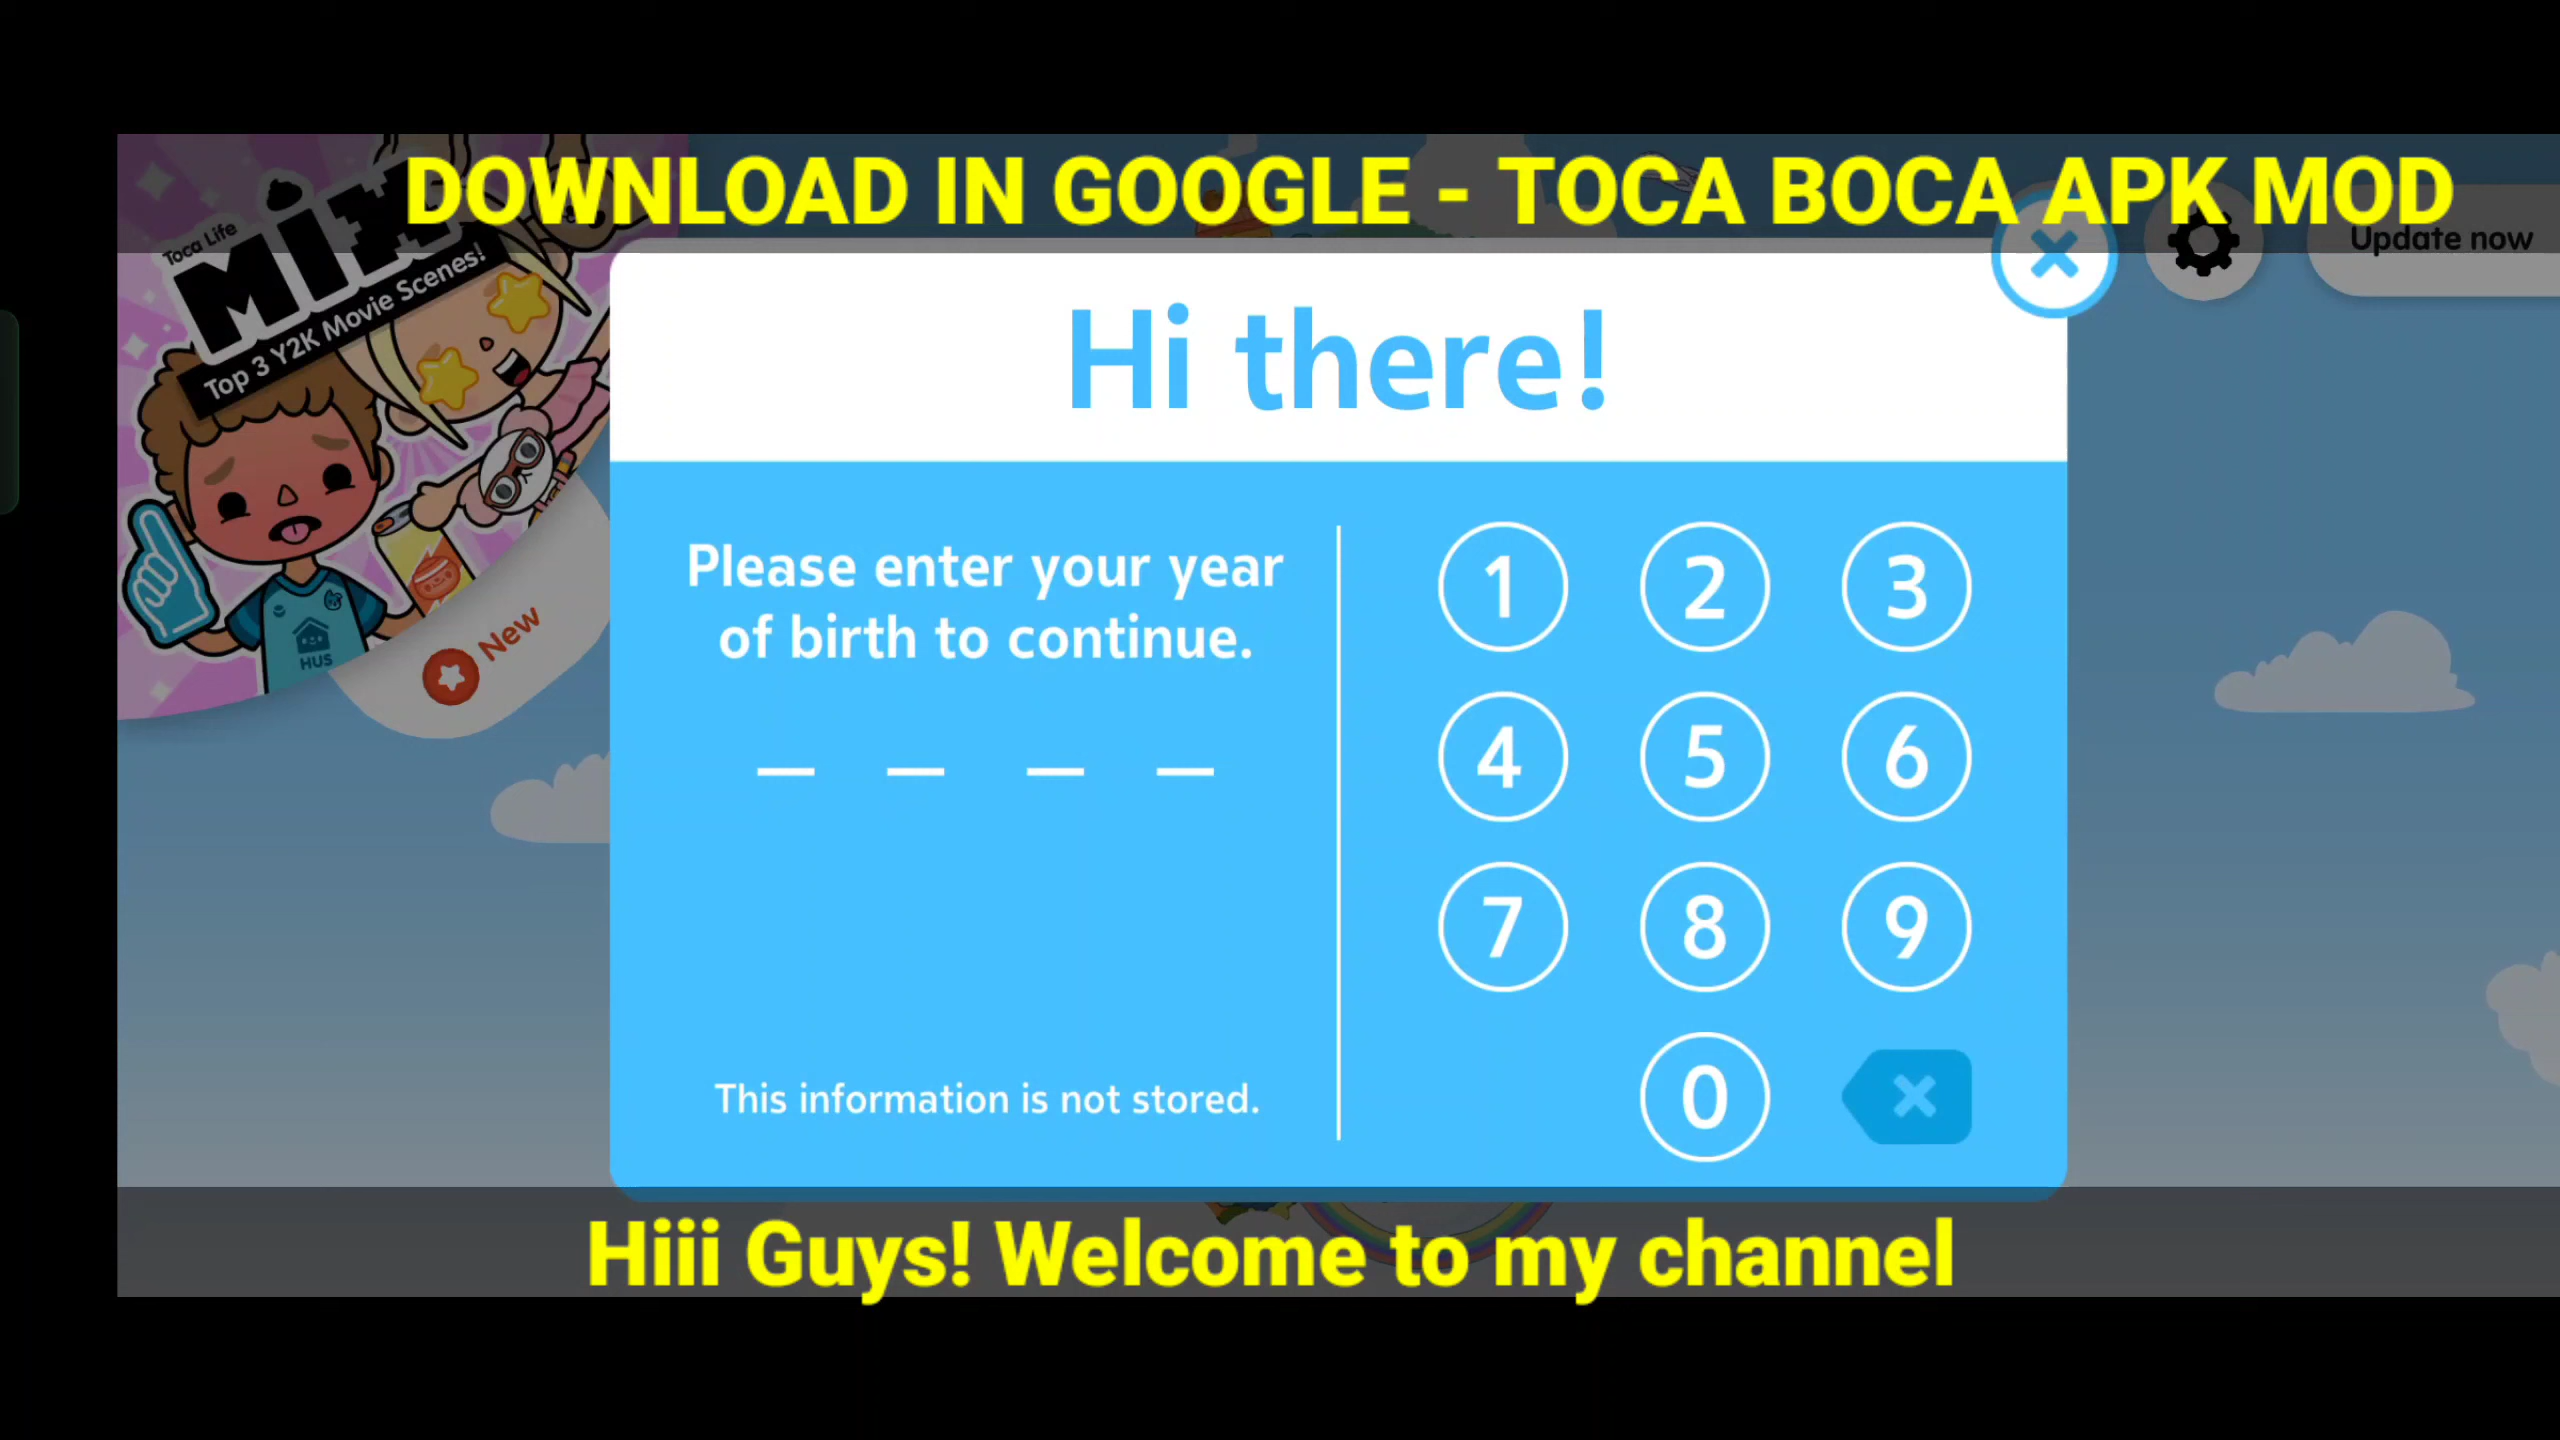 DOWNLOAD IN GOOGLE - TOCA BOCA APK MOD
Toca Life
MIX
Top 3 Y2K Movie Scenes!
Update now
Hi there!
HUS
New
Please enter your year
of birth to continue.
1 2 3
4 5 6
7 8 9
0
This information is not stored.
Hiii Guys! Welcome to my channel